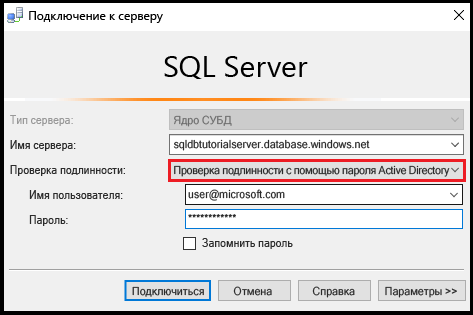 Подключение к серверу
SQL Server
Тип сервера: Ядро СУБД
Имя сервера: sqldbtutorialserver.database.windows.net
Проверка подлинности: Проверка подлинности с помощью пароля Active Directory
Имя пользователя: user@microsoft.com
Пароль: ************
Запомнить пароль
Подключиться Отмена Справка Параметры >>